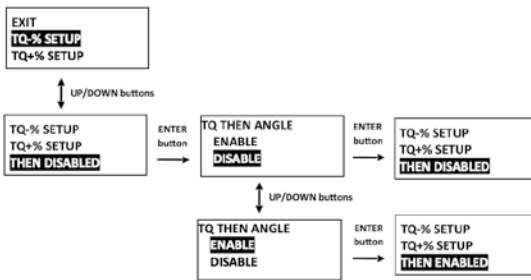 EXIT
TQ-% SETUP
TQ+% SETUP
UP/DOWN buttons
TQ-% SETUP
TQ+% SETUP
THEN DISABLED
ENTER
button
TQ THEN ANGLE
ENABLE
DISABLE
ENTER
button
TQ-% SETUP
TQ+% SETUP
THEN DISABLED
UP/DOWN buttons
TQ THEN ANGLE
ENABLE
DISABLE
ENTER
button
TQ-% SETUP
TQ+% SETUP
THEN ENABLED